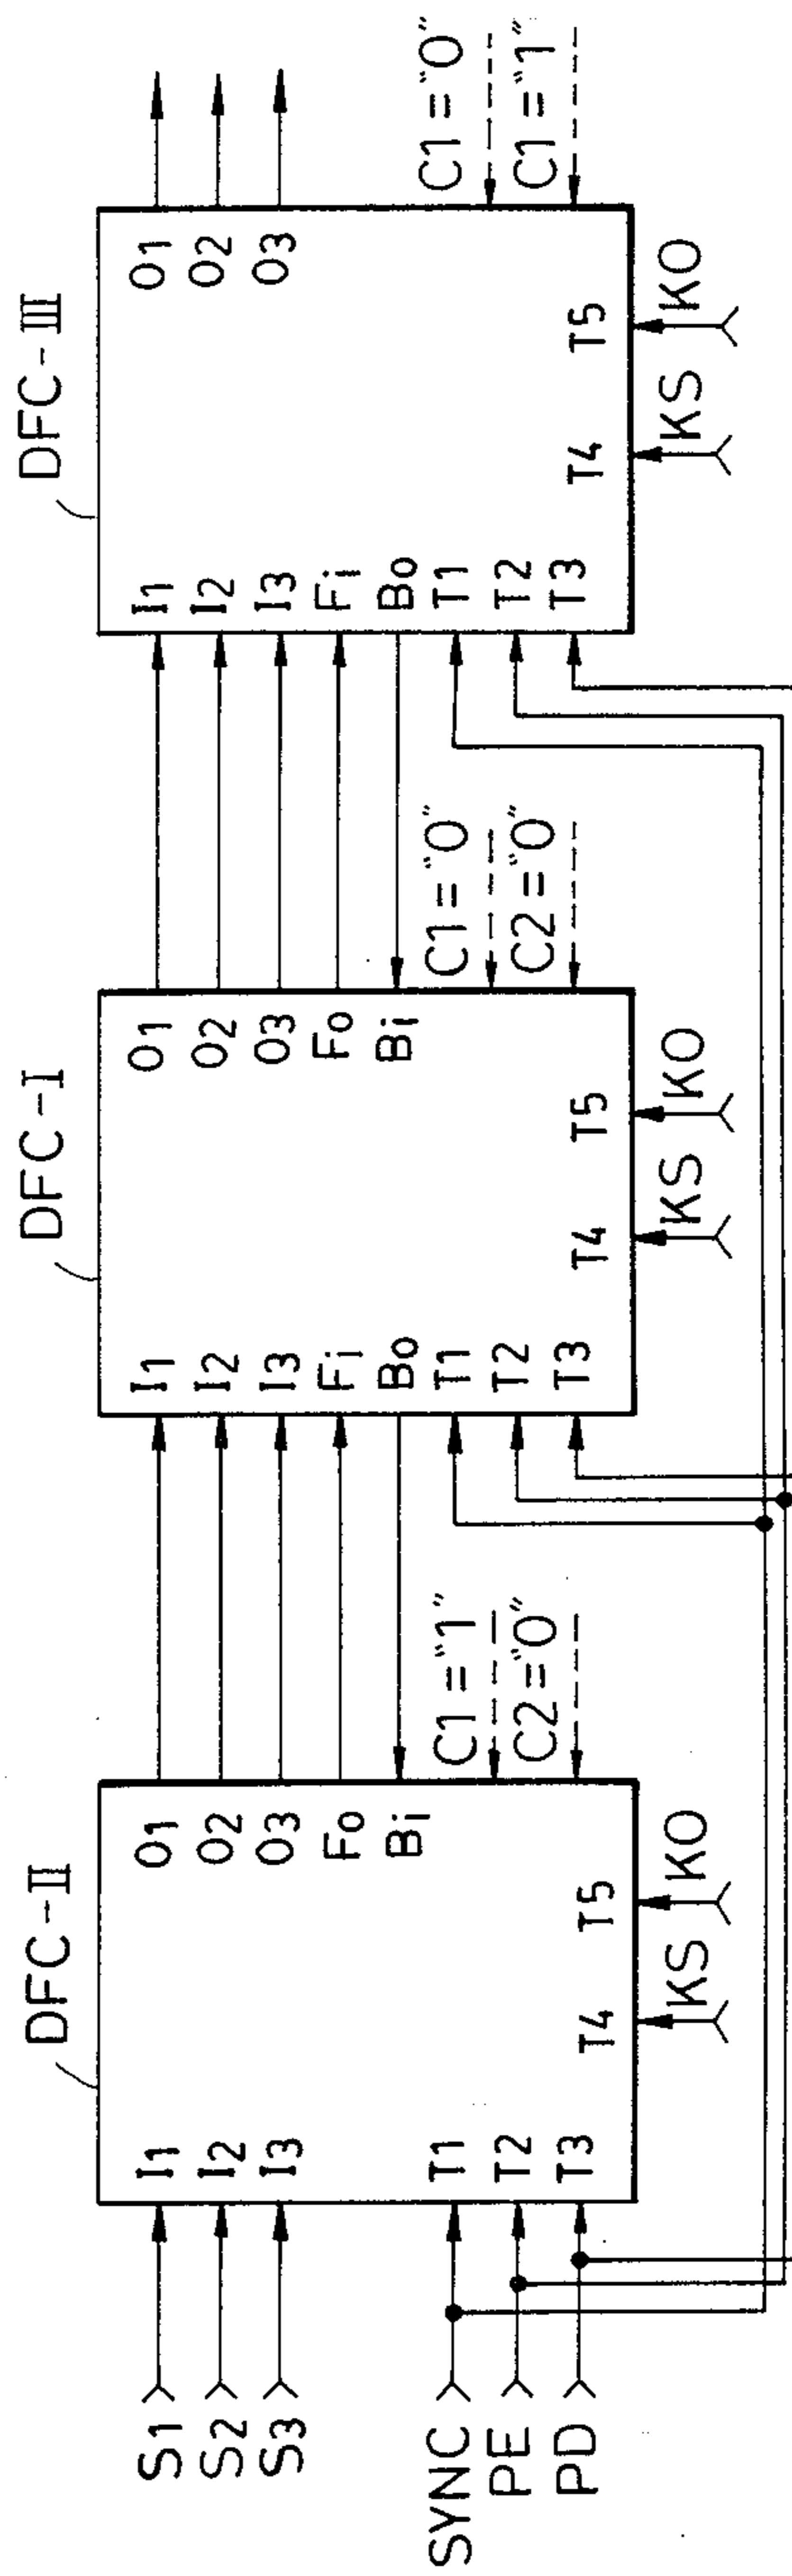 DFC-II
I1
I2
I3
T1
T2
T3
O1
O2
O3
Fo
Bi
T4
T5
KS
KO
S1
S2
S3
SYNC
PE
PD
C1="1"
C2="0"
DFC-I
I1
I2
I3
Fi
Bo
T1
T2
T3
O1
O2
O3
Fo
Bi
T4
T5
KS
KO
C1="0"
C2="0"
DFC-III
I1
I2
I3
Fi
Bo
T1
T2
T3
O1
O2
O3
T4
T5
KS
KO
C1="0"
C1="1"